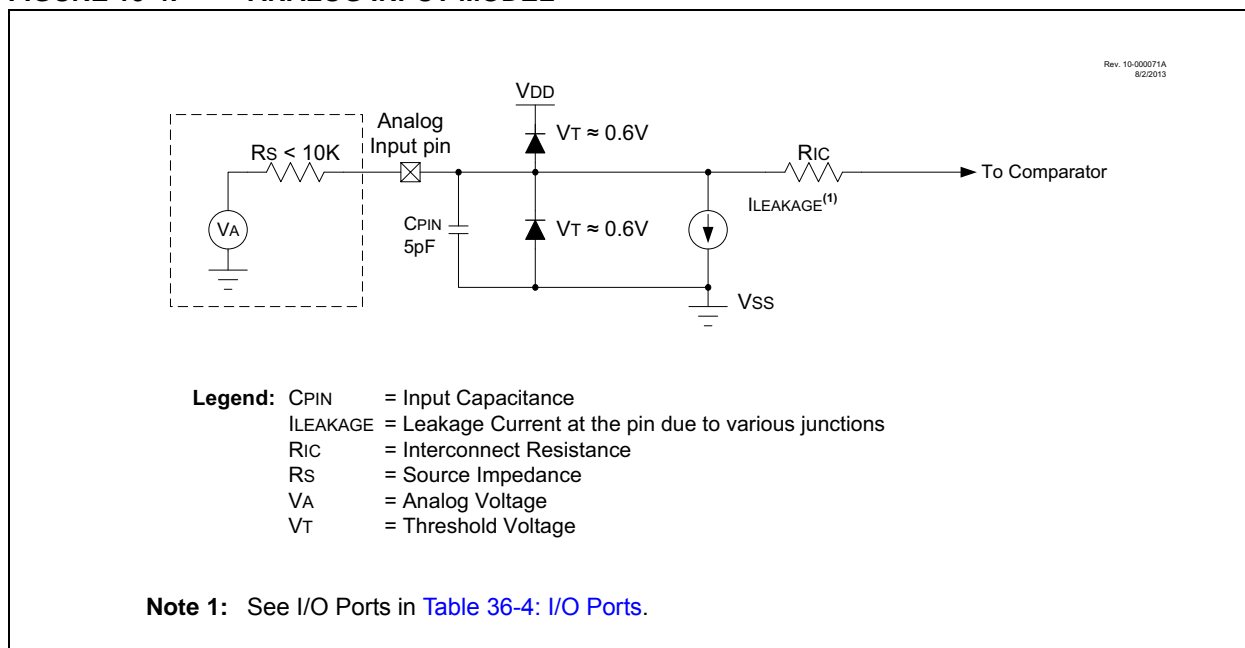 Rev. 10-000071A
8/2/2013
VDD
Analog
Input pin
VT ≈ 0.6V
RS < 10K
RIC
To Comparator
ILEAKAGE(1)
VA
CPIN
5pF
VT ≈ 0.6V
VSS
Legend: CPIN = Input Capacitance
ILEAKAGE = Leakage Current at the pin due to various junctions
RIC = Interconnect Resistance
RS = Source Impedance
VA = Analog Voltage
VT = Threshold Voltage
Note 1: See I/O Ports in Table 36-4: I/O Ports.